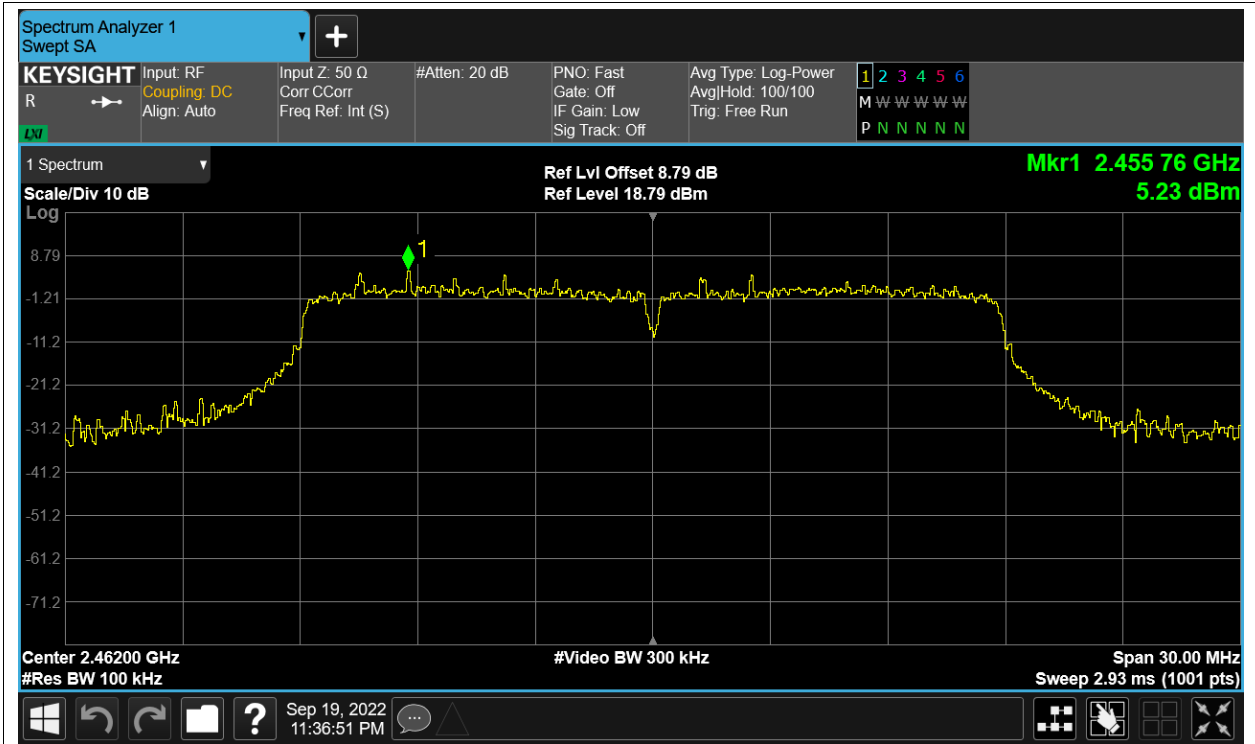 Spectrum Analyzer 1
Swept SA
KEYSIGHT
R
LXI
Input: RF
Coupling: DC
Align: Auto
Input Z: 50 Ω
Corr CCorr
Freq Ref: Int (S)
#Atten: 20 dB
PNO: Fast
Gate: Off
IF Gain: Low
Sig Track: Off
Avg Type: Log-Power
Avg|Hold: 100/100
Trig: Free Run
1 2 3 4 5 6
M W W W W W
P N N N N N
1 Spectrum
Scale/Div 10 dB
Ref Lvl Offset 8.79 dB
Ref Level 18.79 dBm
Mkr1 2.455 76 GHz
5.23 dBm
Log
1
8.79
-1.21
-11.2
-21.2
-31.2
-41.2
-51.2
-61.2
-71.2
Center 2.46200 GHz
#Res BW 100 kHz
#Video BW 300 kHz
Span 30.00 MHz
Sweep 2.93 ms (1001 pts)
?
Sep 19, 2022
11:36:51 PM